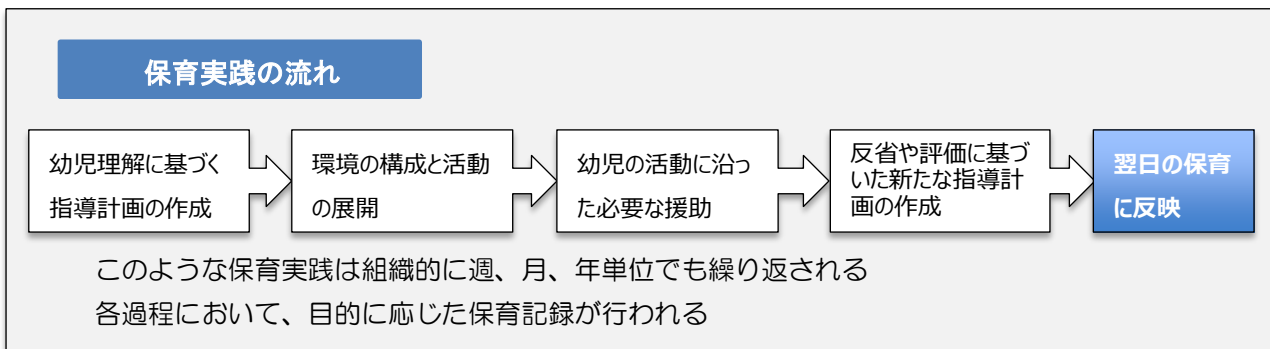 保育実践の流れ
幼児理解に基づく
指導計画の作成
環境の構成と活動
の展開
幼児の活動に沿っ
た必要な援助
反省や評価に基づ
いた新たな指導計
画の作成
翌日の保育
に反映
このような保育実践は組織的に週、月、年単位でも繰り返される
各過程において、目的に応じた保育記録が行われる